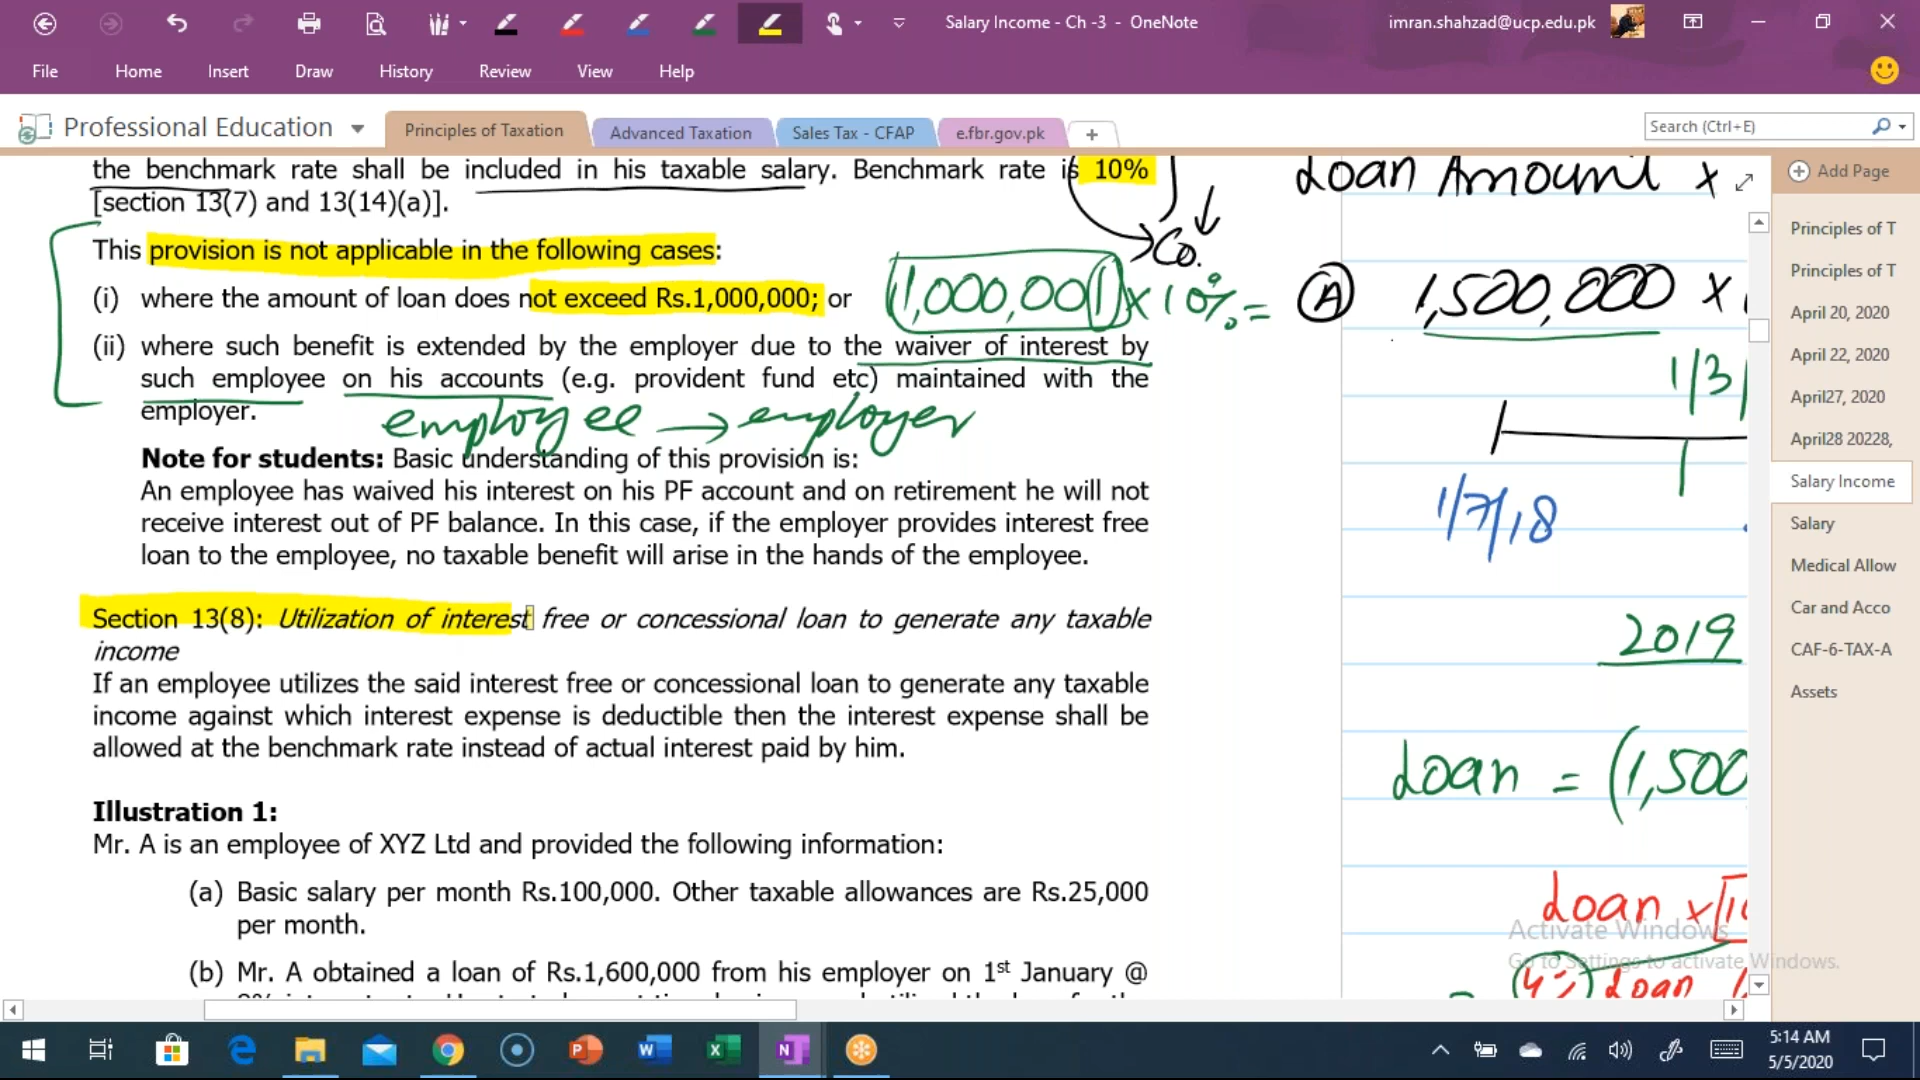 Salary Income - Ch -3 - OneNote
imran.shahzad@ucp.edu.pk
File Home Insert Draw History Review View Help
Professional Education
Principles of Taxation
Advanced Taxation
Sales Tax - CFAP
e.fbr.gov.pk
+
Search (Ctrl+E)
the benchmark rate shall be included in his taxable salary. Benchmark rate is 10%
[section 13(7) and 13(14)(a)].
Co.
This provision is not applicable in the following cases:
(i) where the amount of loan does not exceed Rs.1,000,000; or
1,000,001 x 10% =
(ii) where such benefit is extended by the employer due to the waiver of interest by
such employee on his accounts (e.g. provident fund etc) maintained with the
employer.
employee → employer
Note for students: Basic understanding of this provision is:
An employee has waived his interest on his PF account and on retirement he will not
receive interest out of PF balance. In this case, if the employer provides interest free
loan to the employee, no taxable benefit will arise in the hands of the employee.
Section 13(8): Utilization of interest free or concessional loan to generate any taxable
income
If an employee utilizes the said interest free or concessional loan to generate any taxable
income against which interest expense is deductible then the interest expense shall be
allowed at the benchmark rate instead of actual interest paid by him.
Illustration 1:
Mr. A is an employee of XYZ Ltd and provided the following information:
(a) Basic salary per month Rs.100,000. Other taxable allowances are Rs.25,000
per month.
(b) Mr. A obtained a loan of Rs.1,600,000 from his employer on 1st January @
Loan Amount x
A 1,500,000 x
1/3/
1/7/18
2019
Loan = (1,500
Loan x
4% Loan
Activate Windows
Go to Settings to activate Windows.
Add Page
Principles of T
Principles of T
April 20, 2020
April 22, 2020
April27, 2020
April28 20228,
Salary Income
Salary
Medical Allow
Car and Acco
CAF-6-TAX-A
Assets
5:14 AM
5/5/2020